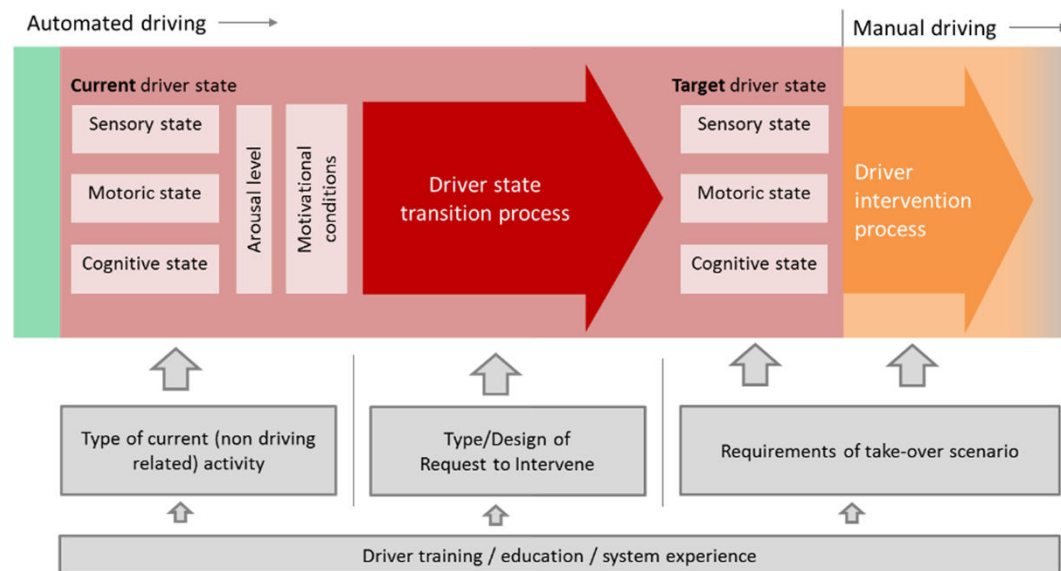 Automated driving
Manual driving
Current driver state
Sensory state
Motoric state
Cognitive state
Arousal level
Motivational
conditions
Driver state
transition process
Target driver state
Sensory state
Motoric state
Cognitive state
Driver
intervention
process
Type of current (non driving
related) activity
Type/Design of
Request to Intervene
Requirements of take-over scenario
Driver training / education / system experience